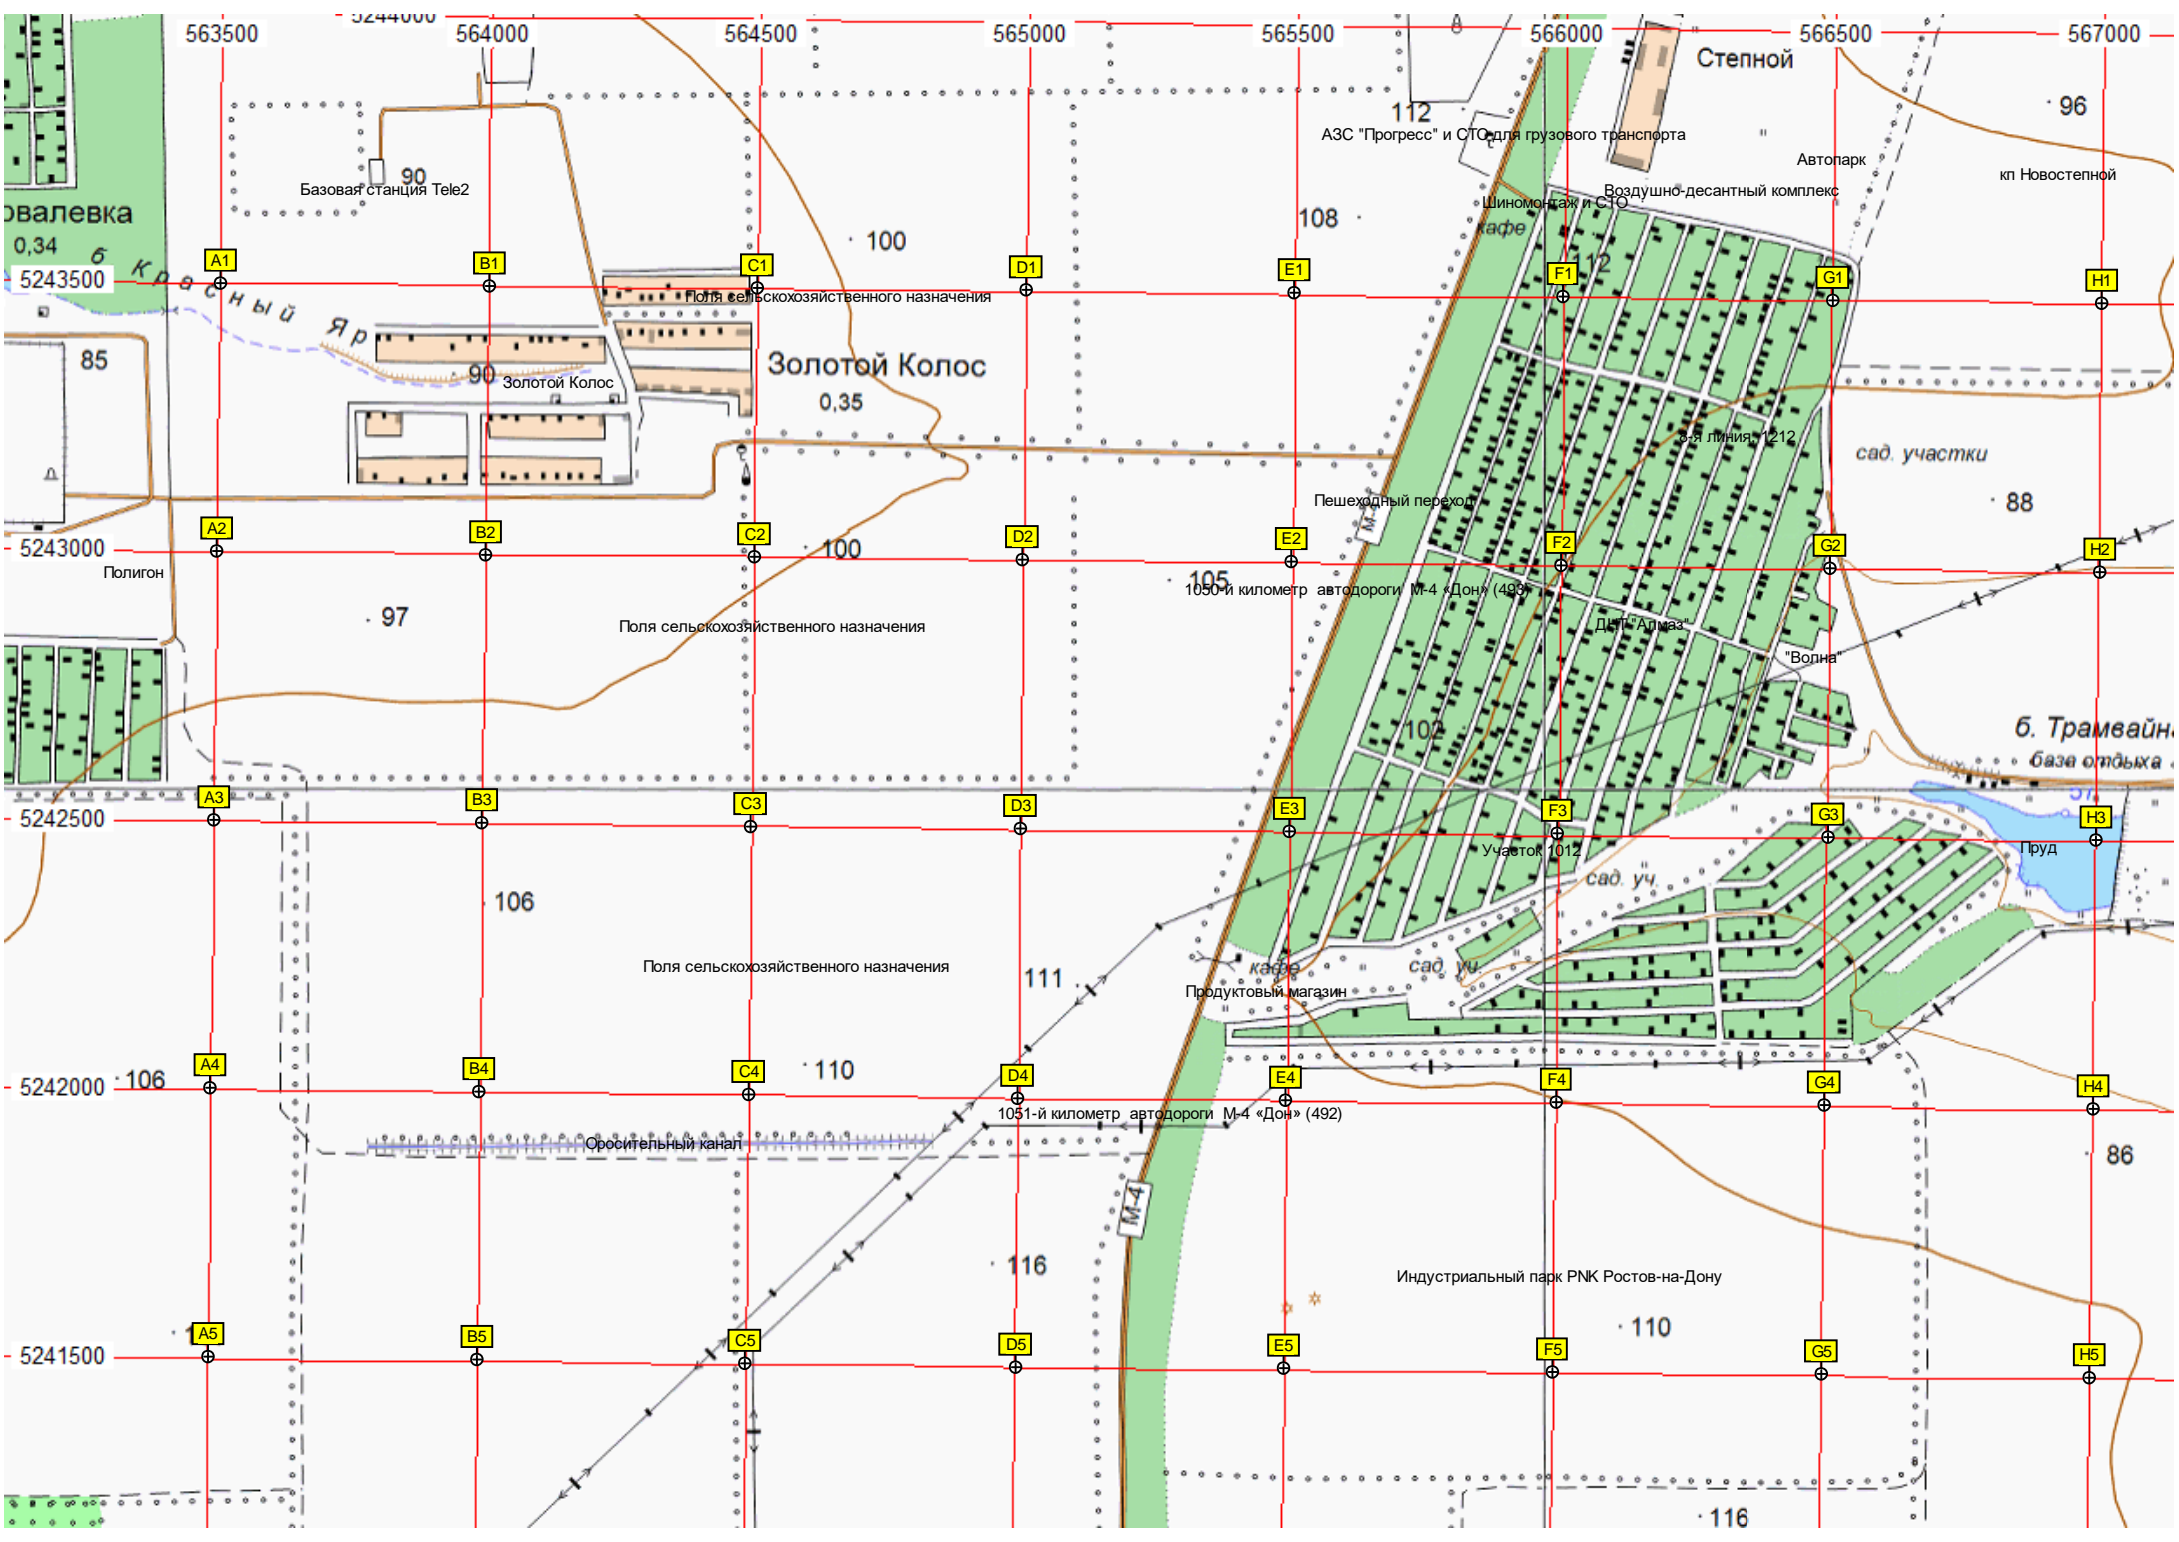 5244000
563500 564000 564500 565000 565500 566000 566500 567000
Степной
96
112
АЗС "Прогресс" и СТО для грузового транспорта
Автопарк
кп Новостепной
90
Базовая станция Tele2
Воздушно-десантный комплекс
Шиномонтаж и СТО
кафе
овалевка
0,34
108
100
112
б Красный Яр
A1 B1 C1 D1 E1 F1 G1 H1
5243500
Поля сельскохозяйственного назначения
85
90
Золотой Колос
Золотой Колос
0,35
8-я линия, 1212
сад. участки
88
Пешеходный переход
М-4
A2 B2 C2 D2 E2 F2 G2 H2
5243000
100
Полигон
105
1050-й километр автодороги М-4 «Дон» (493)
97
Поля сельскохозяйственного назначения
ДНТ "Алмаз"
"Волна"
102
б. Трамвайн
база отдыха
57
A3 B3 C3 D3 E3 F3 G3 H3
5242500
Участок 1012
Пруд
сад. уч.
106
Поля сельскохозяйственного назначения
111
кафе
сад. уч.
Продуктовый магазин
A4 B4 C4 D4 E4 F4 G4 H4
5242000
106
110
1051-й километр автодороги М-4 «Дон» (492)
Оросительный канал
86
М-4
116
Индустриальный парк PNK Ростов-на-Дону
110
A5 B5 C5 D5 E5 F5 G5 H5
5241500
116